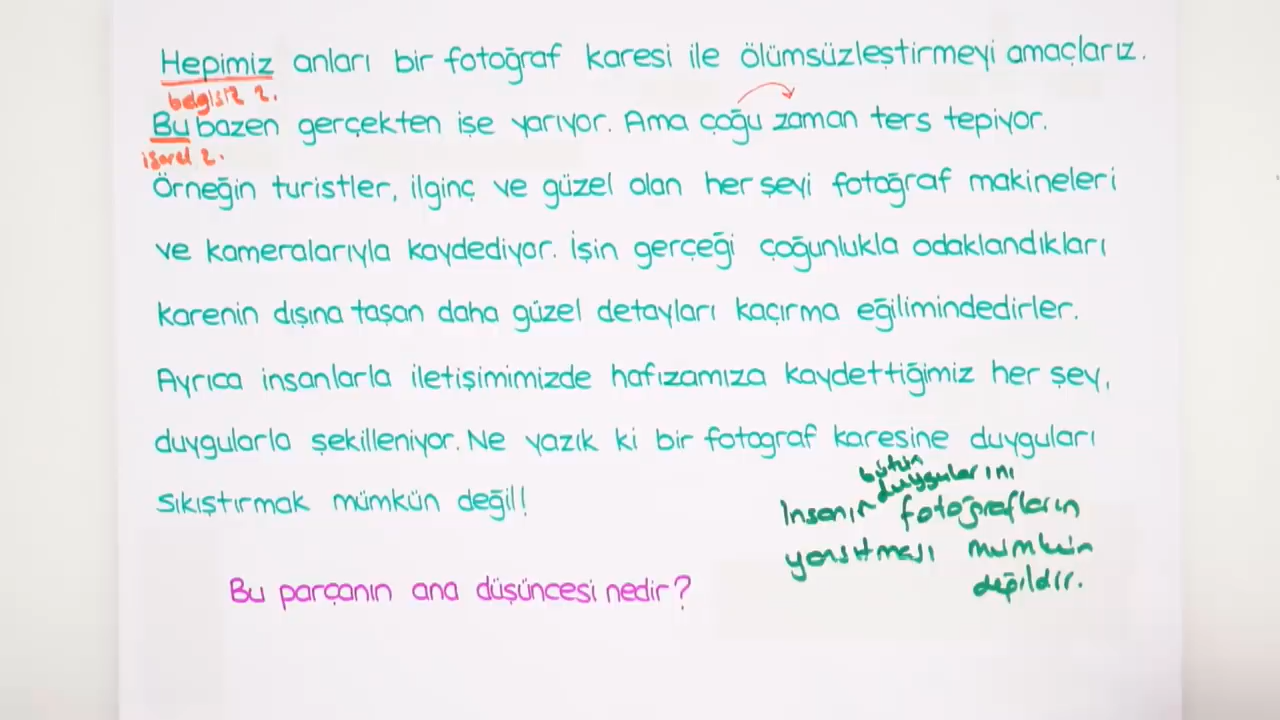 Hepimiz anları bir fotoğraf karesi ile ölümsüzleştirmeyi amaçlarız.
belgisiz z.
Bu bazen gerçekten işe yarıyor. Ama çoğu zaman ters tepiyor.
işaret z.
Örneğin turistler, ilginç ve güzel olan her şeyi fotoğraf makineleri
ve kameralarıyla kaydediyor. İşin gerçeği çoğunlukla odaklandıkları
karenin dışına taşan daha güzel detayları kaçırma eğilimindedirler.
Ayrıca insanlarla iletişimimizde hafızamıza kaydettiğimiz her şey,
duygularla şekilleniyor. Ne yazık ki bir fotograf karesine duyguları
sıkıştırmak mümkün değil!
bütün
duygularını
İnsanın fotoğrafların
yansıtması mümkün
değildir.
Bu parçanın ana düşüncesi nedir?